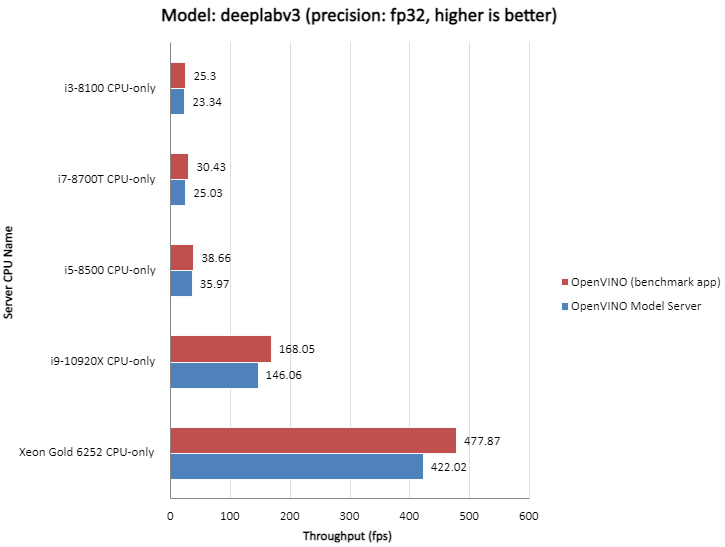 Model: deeplabv3 (precision: fp32, higher is better)
i3-8100 CPU-only
25.3
23.34
i7-8700T CPU-only
30.43
25.03
i5-8500 CPU-only
38.66
35.97
i9-10920X CPU-only
168.05
146.06
Xeon Gold 6252 CPU-only
477.87
422.02
Server CPU Name
OpenVINO (benchmark app)
OpenVINO Model Server
0 100 200 300 400 500 600
Throughput (fps)